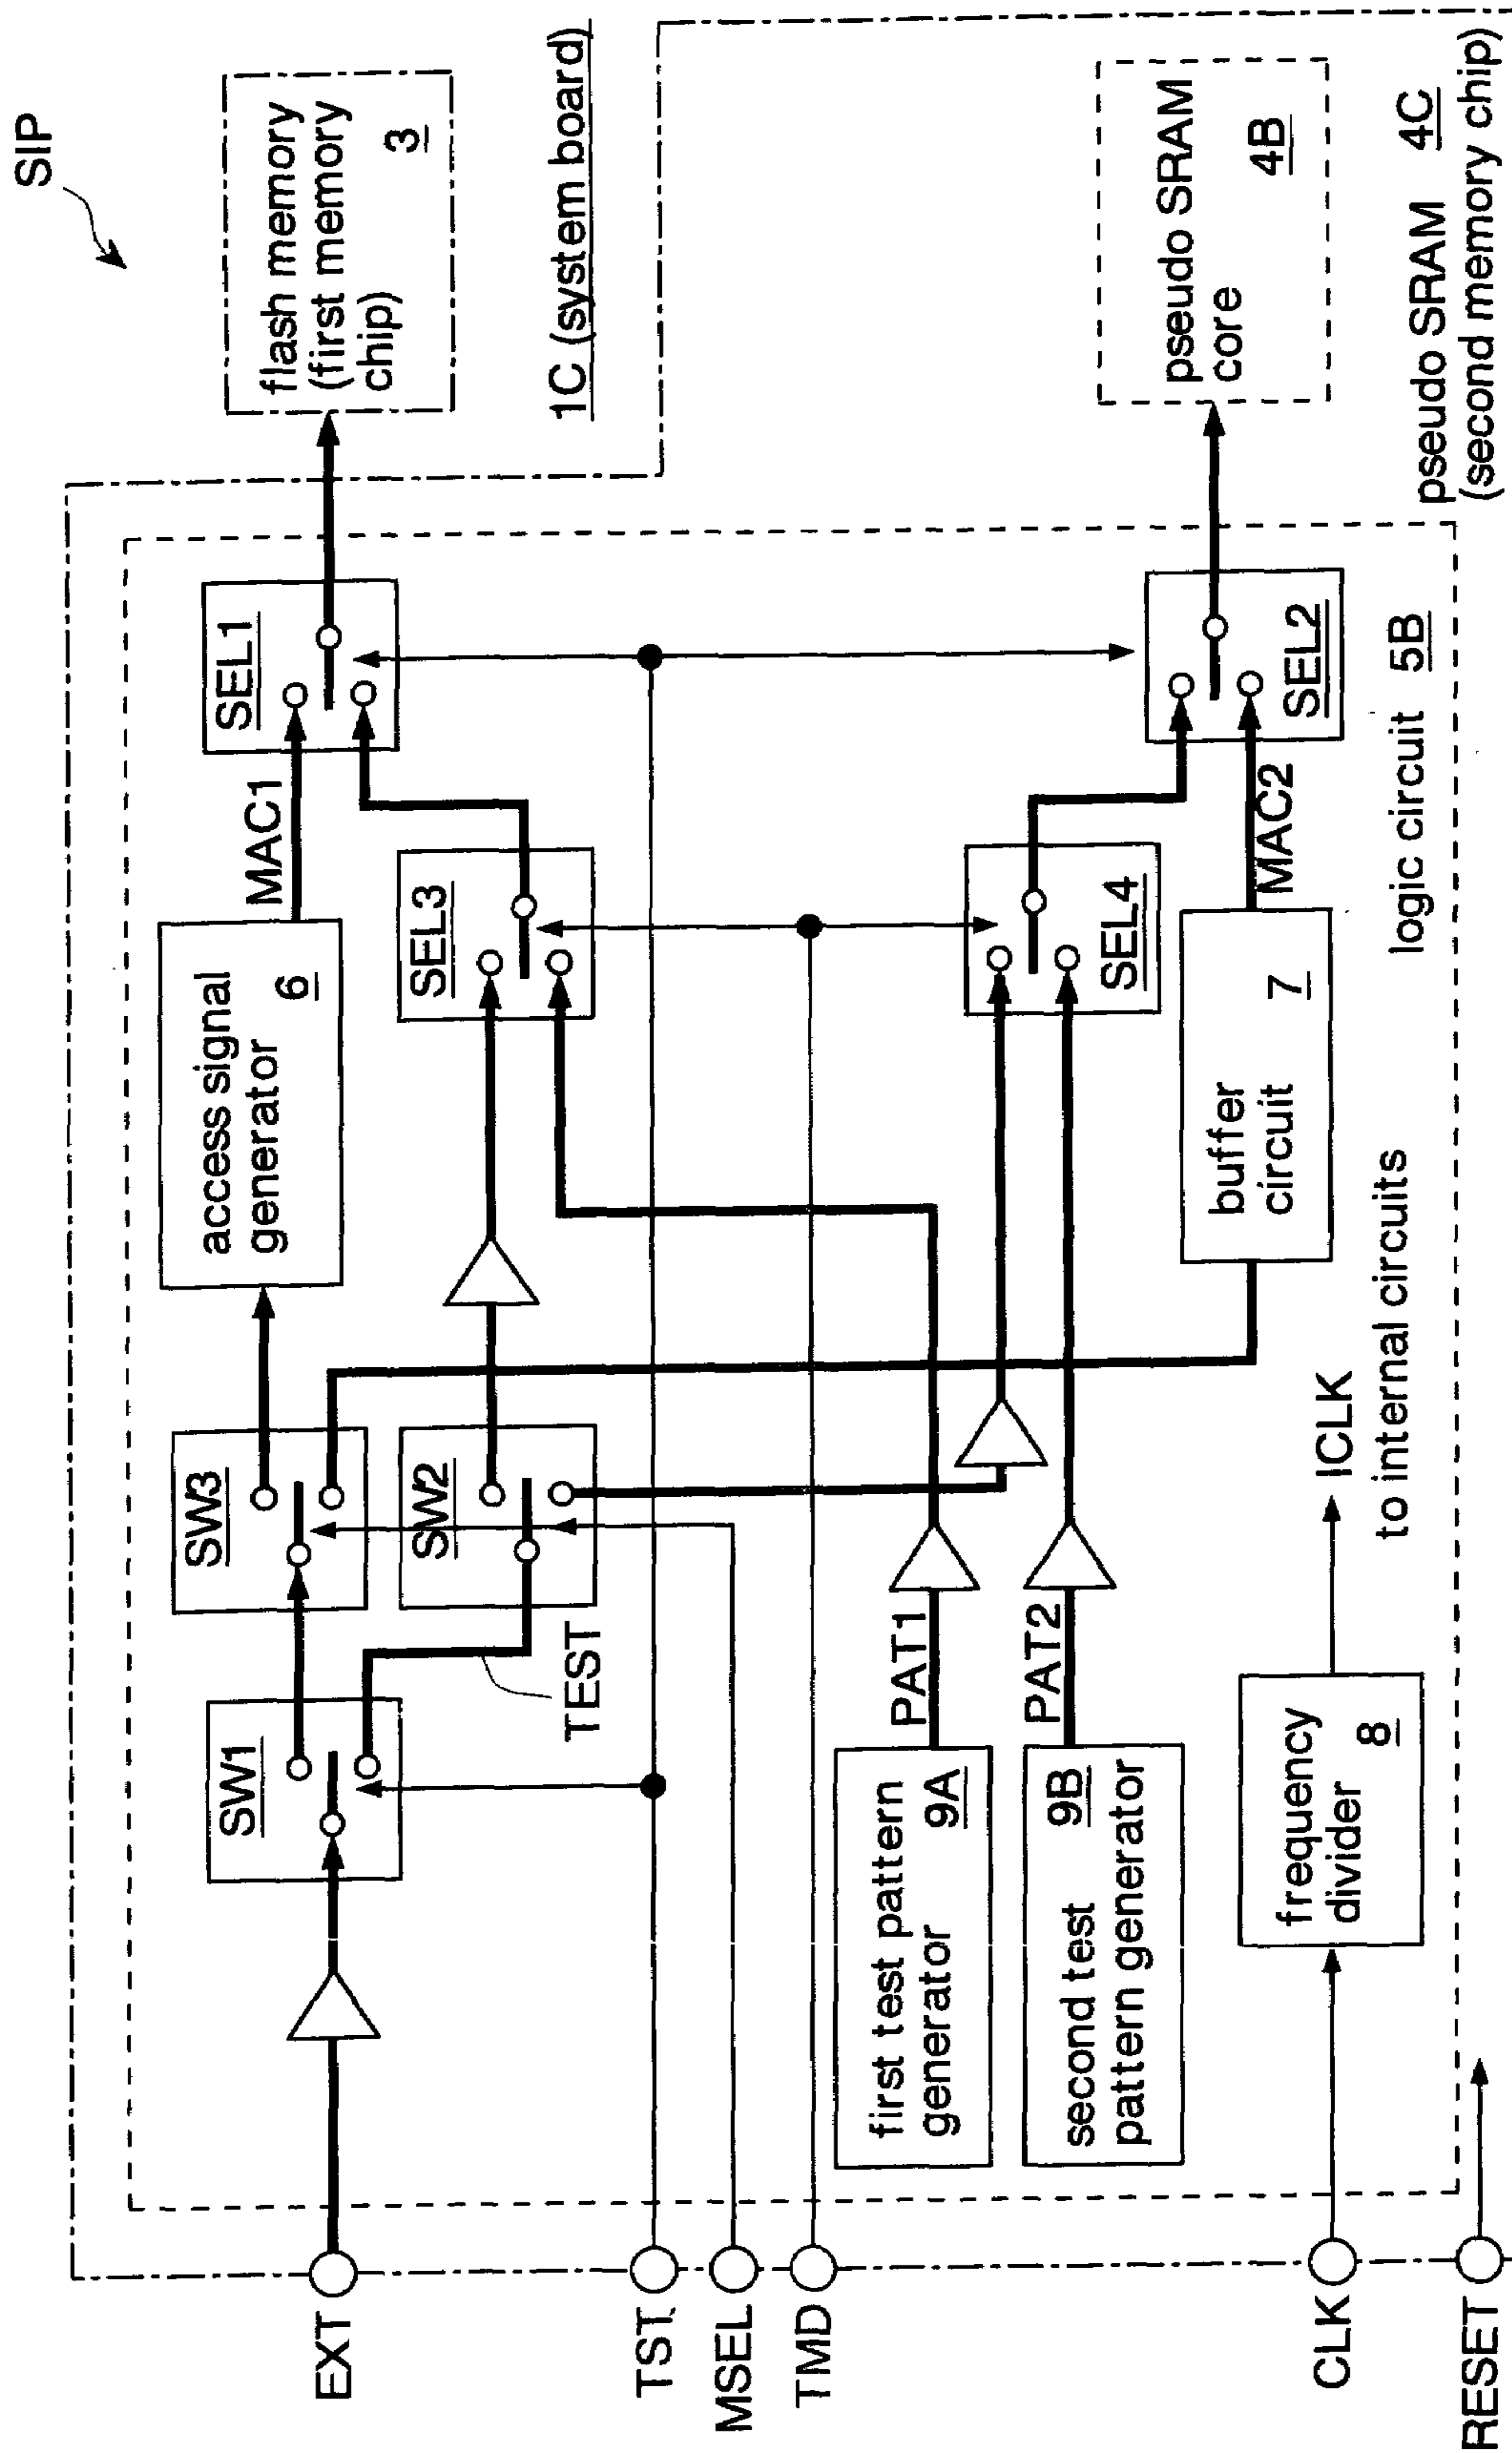 SIP
flash memory
(first memory
chip)
3
1C (system board)
SEL1
MAC1
access signal
generator
6
SW3
SW1
SEL3
SW2
TEST
EXT
TST
MSEL
TMD
PAT1
first test pattern
generator
9A
PAT2
second test
pattern generator
9B
SEL4
SEL2
MAC2
pseudo SRAM
core
4B
buffer
circuit
7
logic circuit 5B
pseudo SRAM 4C
(second memory chip)
ICLK
to internal circuits
frequency
divider
8
CLK
RESET